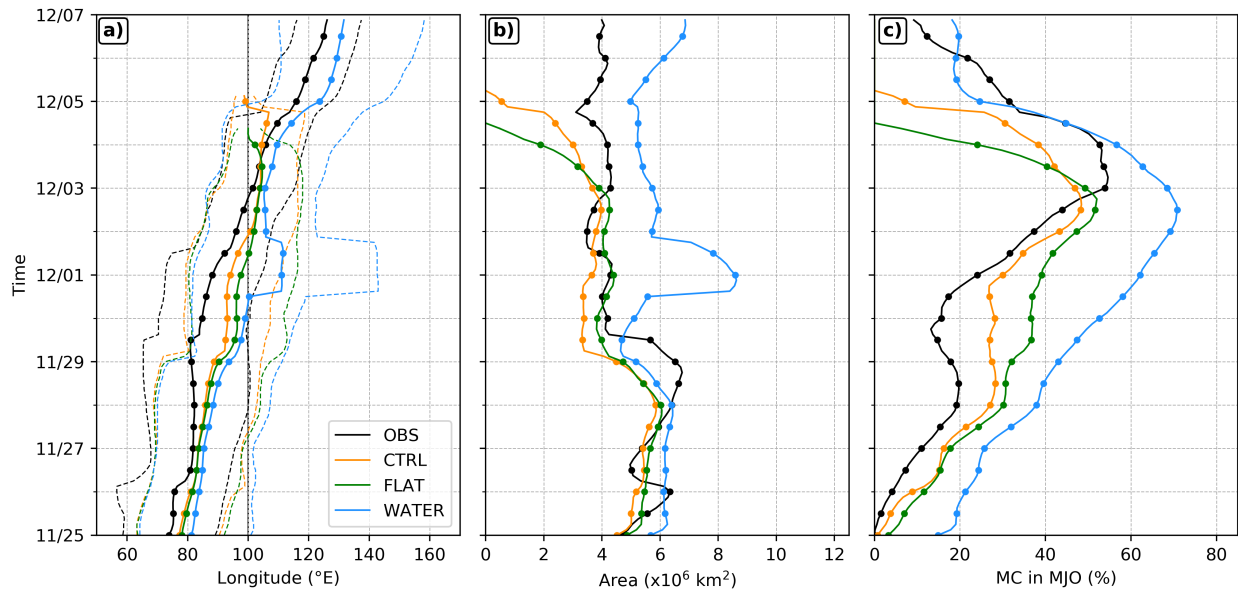 a)
b)
c)
12/07
12/05
12/03
12/01
11/29
11/27
11/25
Time
OBS
CTRL
FLAT
WATER
60 80 100 120 140 160
Longitude (°E)
0 2 4 6 8 10 12
Area (x10⁶ km²)
0 20 40 60 80
MC in MJO (%)